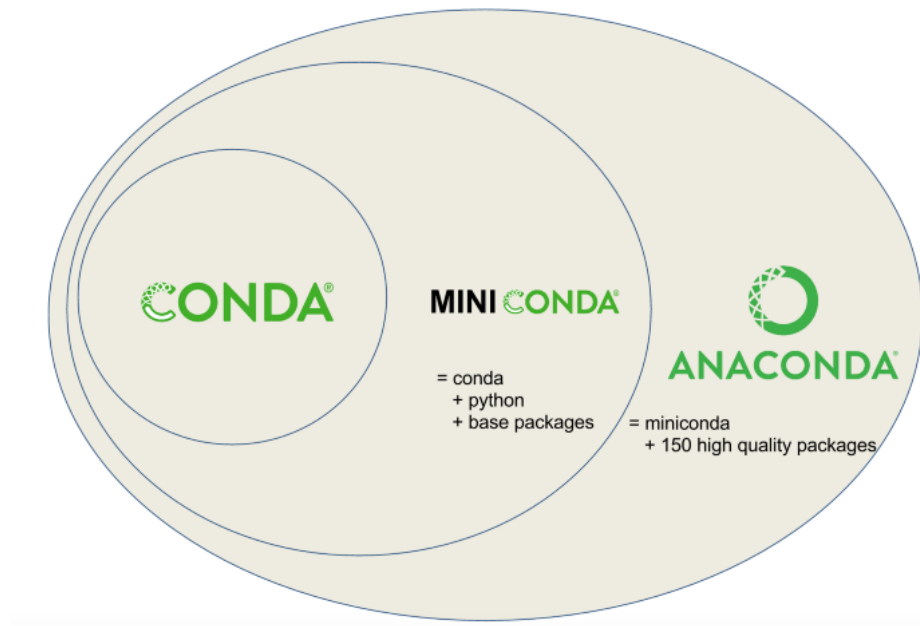 CONDA®
MINI CONDA®
= conda
+ python
+ base packages
ANACONDA®
= miniconda
+ 150 high quality packages